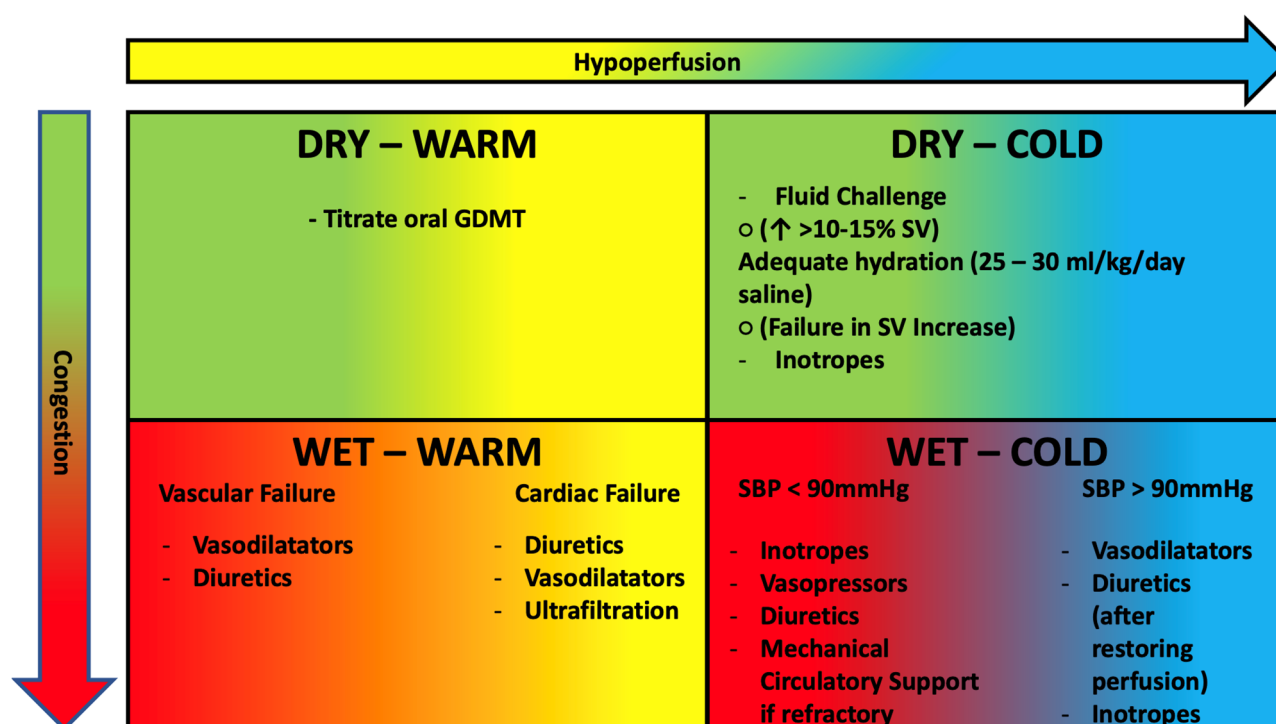 Hypoperfusion
Congestion
DRY – WARM
- Titrate oral GDMT
DRY – COLD
- Fluid Challenge
○ (↑ >10-15% SV)
Adequate hydration (25 – 30 ml/kg/day
saline)
○ (Failure in SV Increase)
- Inotropes
WET – WARM
Vascular Failure
- Vasodilatators
- Diuretics
Cardiac Failure
- Diuretics
- Vasodilatators
- Ultrafiltration
WET – COLD
SBP < 90mmHg
- Inotropes
- Vasopressors
- Diuretics
- Mechanical
Circulatory Support
if refractory
SBP > 90mmHg
- Vasodilatators
- Diuretics
(after
restoring
perfusion)
- Inotropes